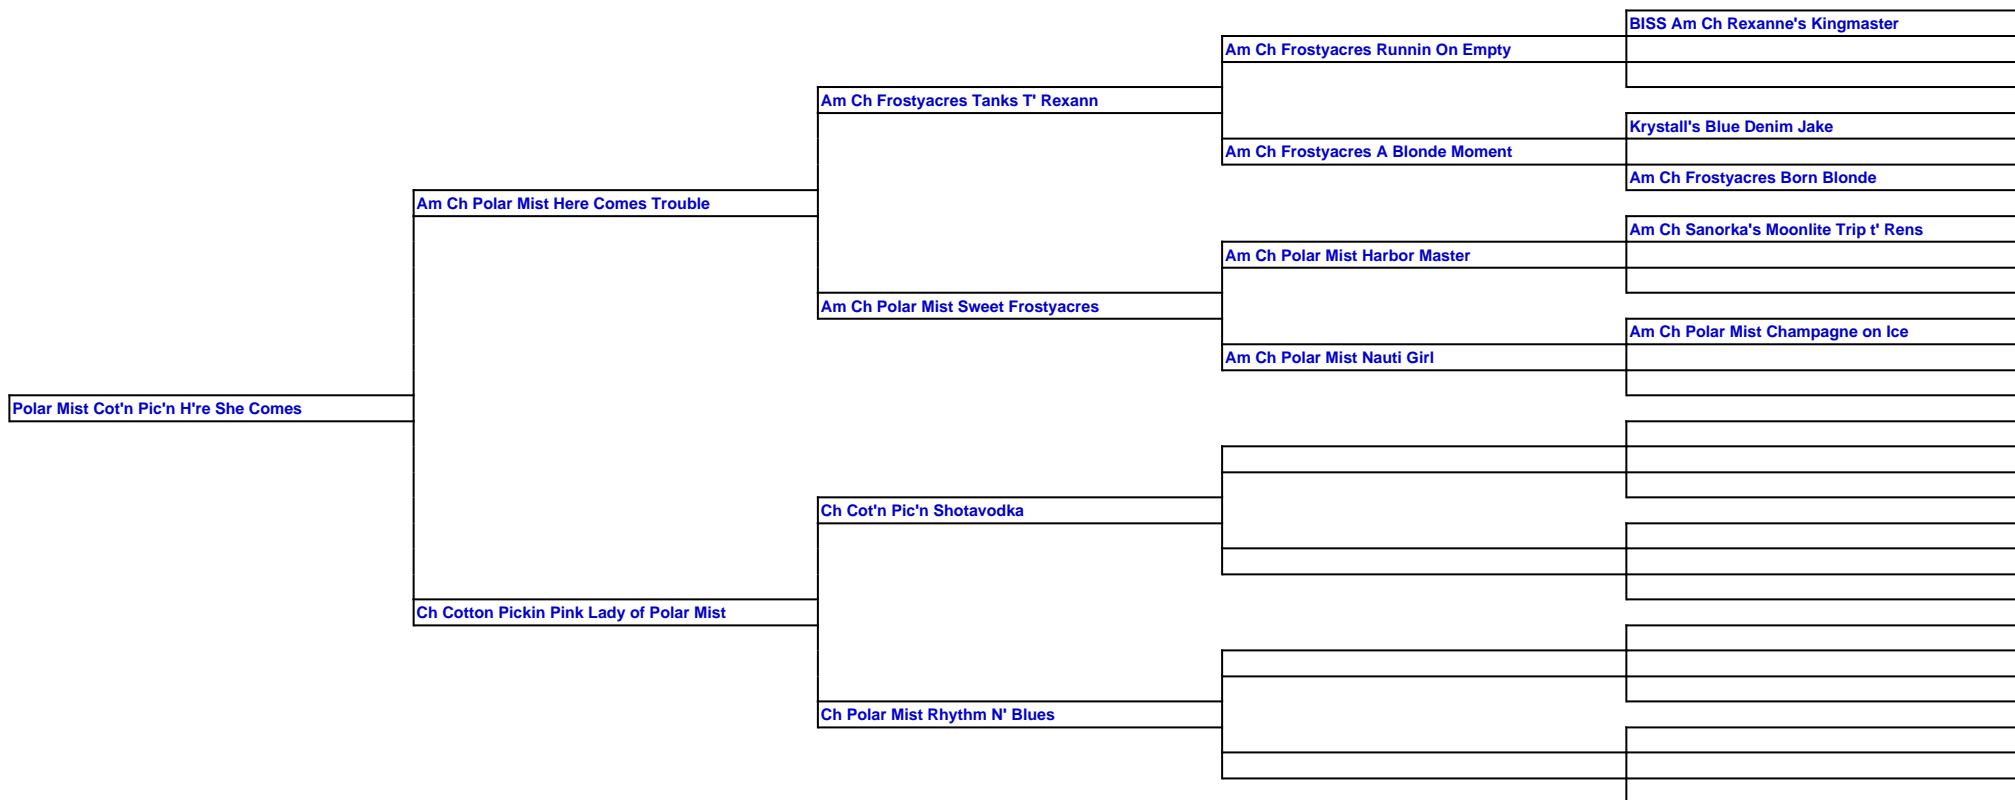 BISS Am Ch Rexanne's Kingmaster
Am Ch Frostyacres Runnin On Empty
Am Ch Frostyacres Tanks T' Rexann
Krystall's Blue Denim Jake
Am Ch Frostyacres A Blonde Moment
Am Ch Frostyacres Born Blonde
Am Ch Polar Mist Here Comes Trouble
Am Ch Sanorka's Moonlite Trip t' Rens
Am Ch Polar Mist Harbor Master
Am Ch Polar Mist Sweet Frostyacres
Am Ch Polar Mist Champagne on Ice
Am Ch Polar Mist Nauti Girl
Polar Mist Cot'n Pic'n H're She Comes
Ch Cot'n Pic'n Shotavodka
Ch Cotton Pickin Pink Lady of Polar Mist
Ch Polar Mist Rhythm N' Blues